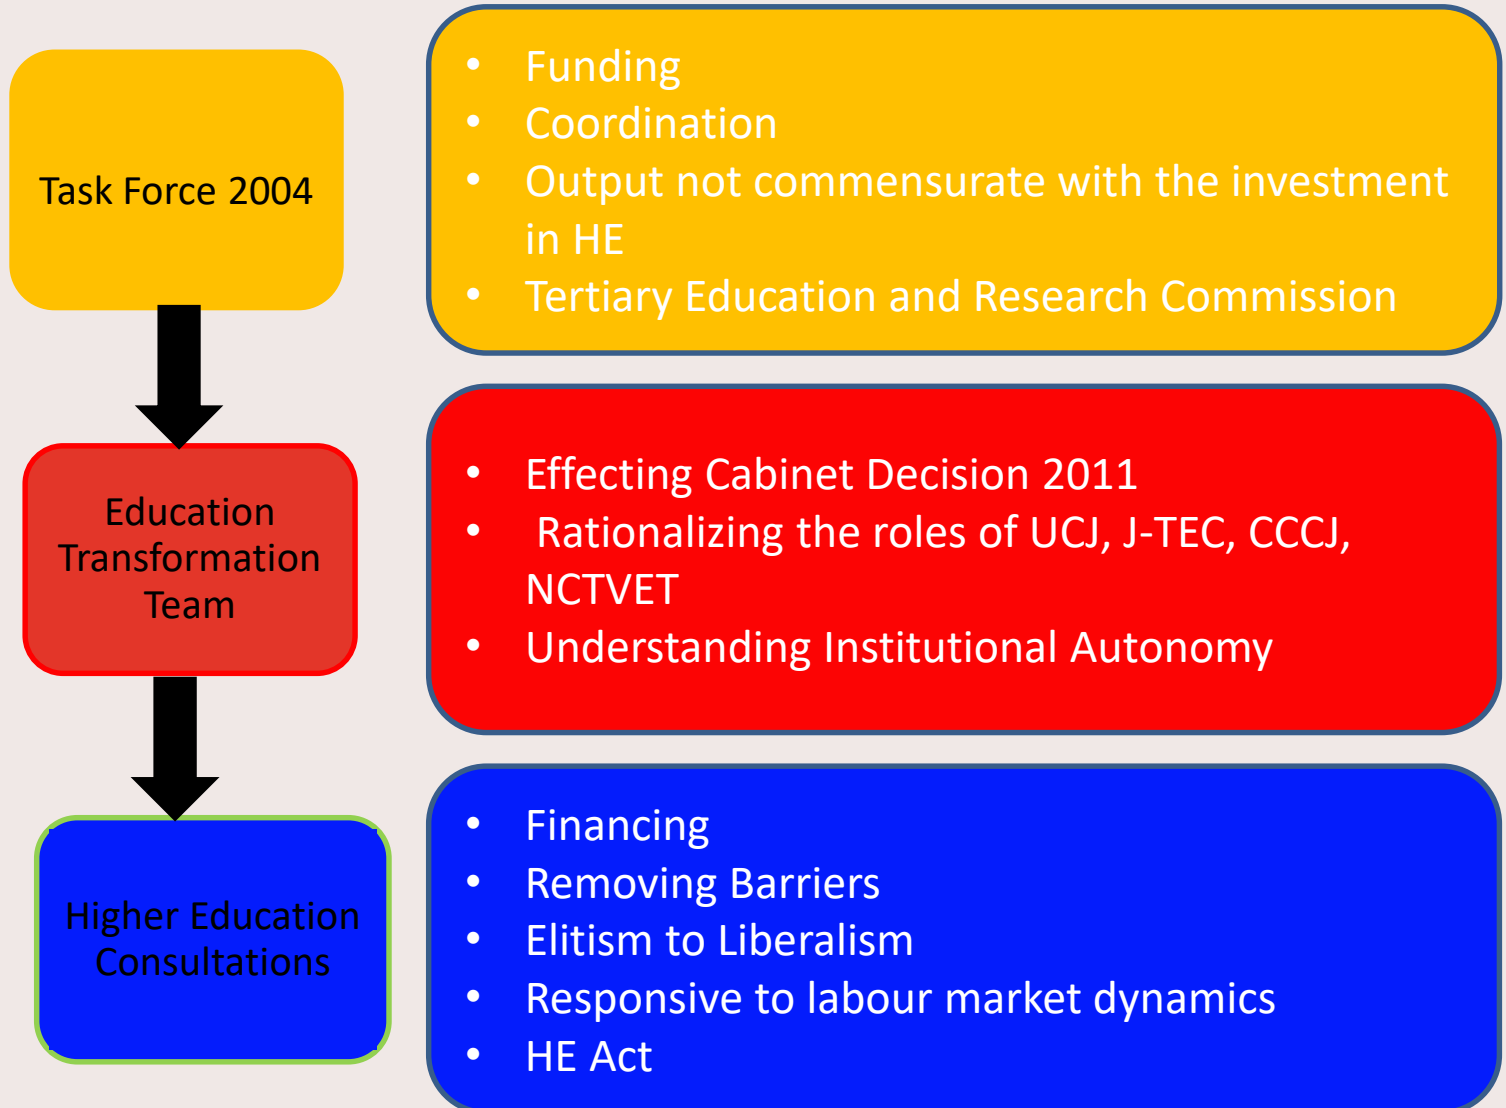 Task Force 2004
• Funding
• Coordination
• Output not commensurate with the investment
in HE
• Tertiary Education and Research Commission
Education
Transformation
Team
• Effecting Cabinet Decision 2011
• Rationalizing the roles of UCJ, J-TEC, CCCJ,
NCTVET
• Understanding Institutional Autonomy
Higher Education
Consultations
• Financing
• Removing Barriers
• Elitism to Liberalism
• Responsive to labour market dynamics
• HE Act